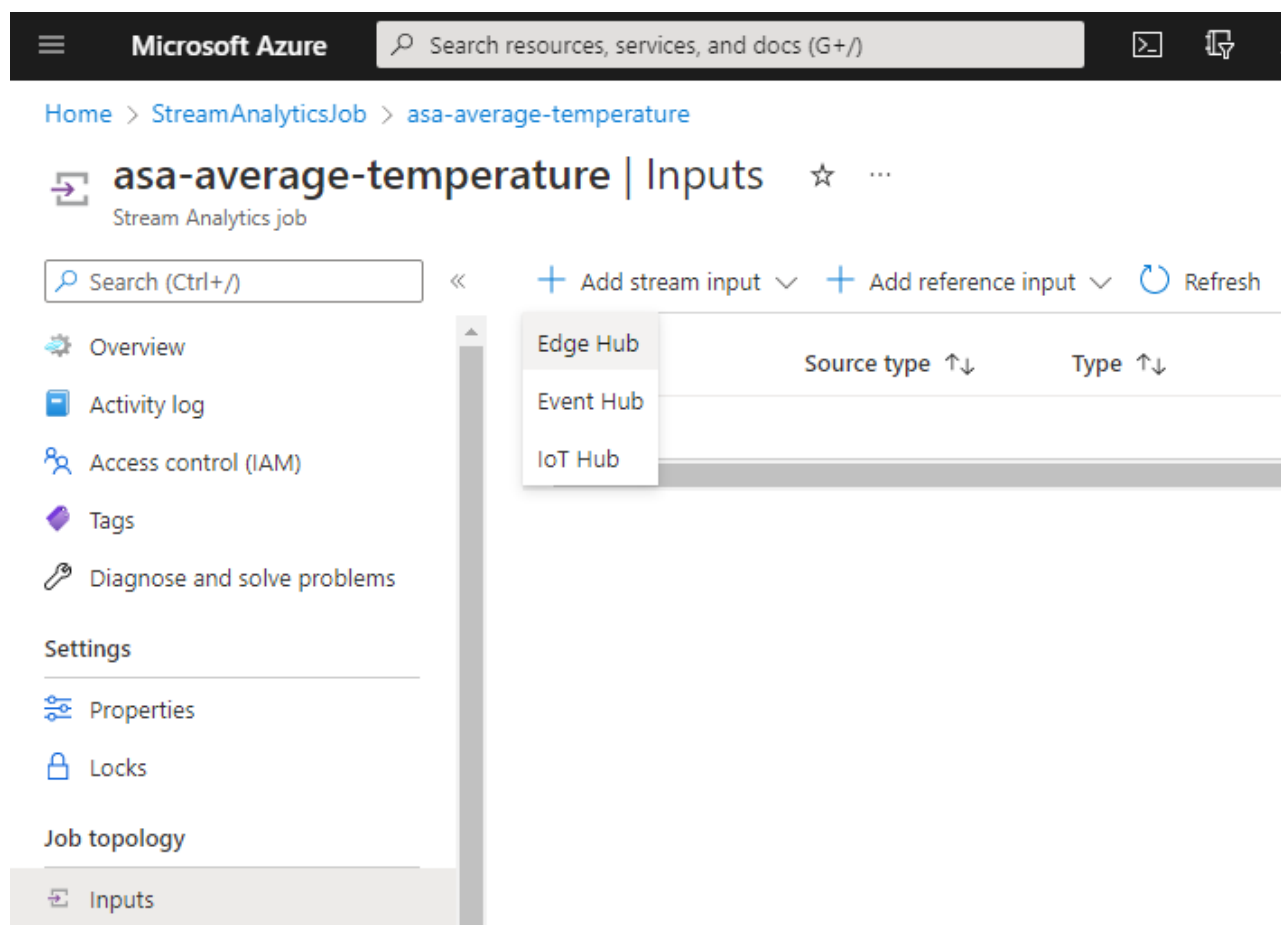 Microsoft Azure
Search resources, services, and docs (G+/)
Home > StreamAnalyticsJob > asa-average-temperature
asa-average-temperature | Inputs ☆ ···
Stream Analytics job
Search (Ctrl+/) «
+ Add stream input + Add reference input Refresh
Overview
Activity log
Access control (IAM)
Tags
Diagnose and solve problems
Settings
Properties
Locks
Job topology
Inputs
Edge Hub
Event Hub
IoT Hub
Source type ↑↓ Type ↑↓